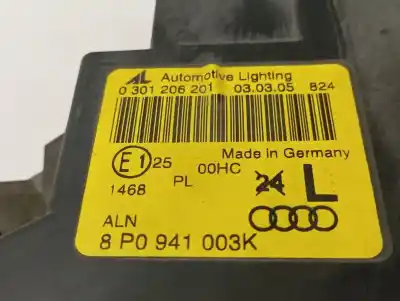 AL Automotive Lighting
0 301 206 201 03.03.05 824
E1 25 00HC Made in Germany
1468 PL 24 L
ALN
8 P0 941 003K